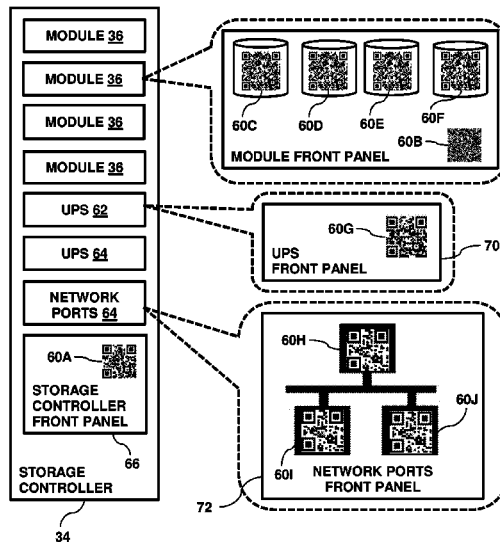 MODULE 36
MODULE 36
MODULE 36
MODULE 36
UPS 62
UPS 64
NETWORK
PORTS 64
60A
STORAGE
CONTROLLER
FRONT PANEL
66
STORAGE
CONTROLLER
34
60C
60D
60E
60F
60B
MODULE FRONT PANEL
60G
UPS
FRONT PANEL
70
60H
60J
60I
NETWORK PORTS
FRONT PANEL
72